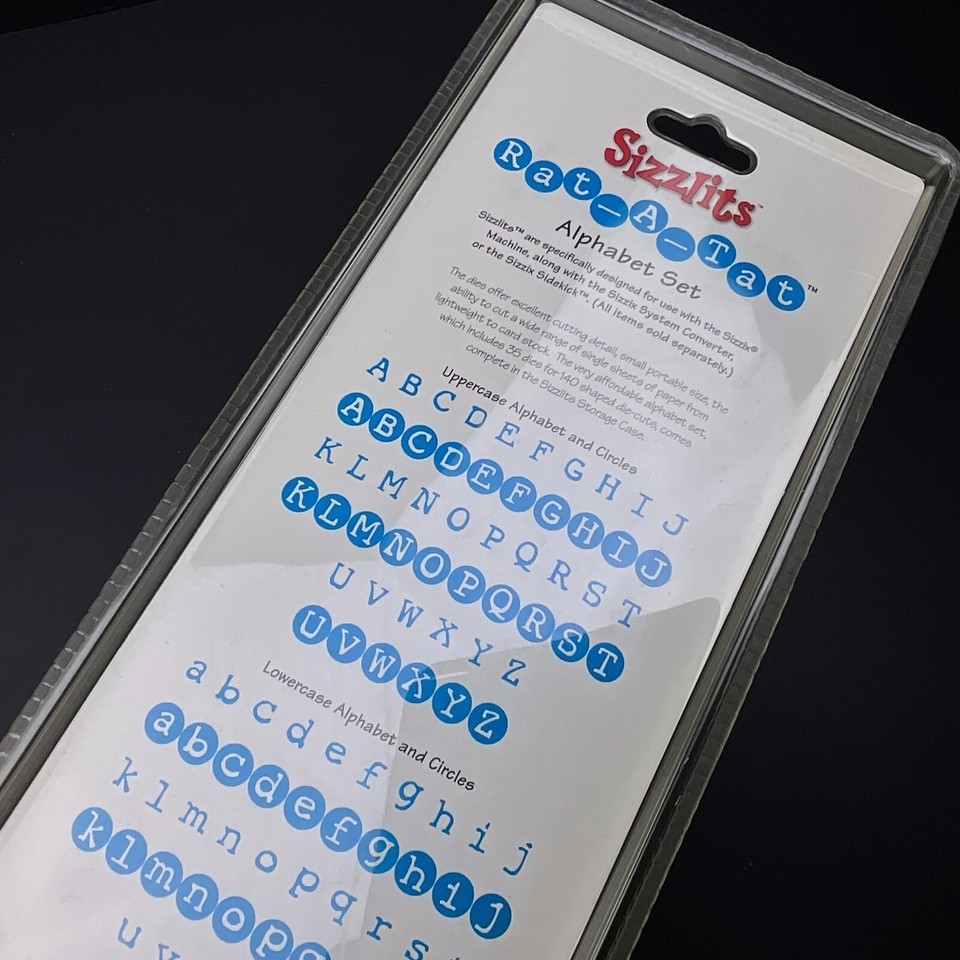 Sizzlits™
Rat-A-Tat™
Alphabet Set
Sizzlits™ are specifically designed for use with the Sizzix®
Machine, along with the Sizzix System Converter,
or the Sizzix Sidekick™. (All items sold separately.)
The dies offer excellent cutting detail, small portable size, the
ability to cut a wide range of single sheets of paper from
lightweight to card stock. The very affordable alphabet set,
which includes 35 dies for 140 shaped die-cuts, comes
complete in the Sizzlits Storage Case.
Uppercase Alphabet and Circles
A B C D E F G H I J
A B C D E F G H I J
K L M N O P Q R S T
K L M N O P Q R S T
U V W X Y Z
U V W X Y Z
Lowercase Alphabet and Circles
a b c d e f g h i j
a b c d e f g h i j
k l m n o p q r s
k l m n o p
u v